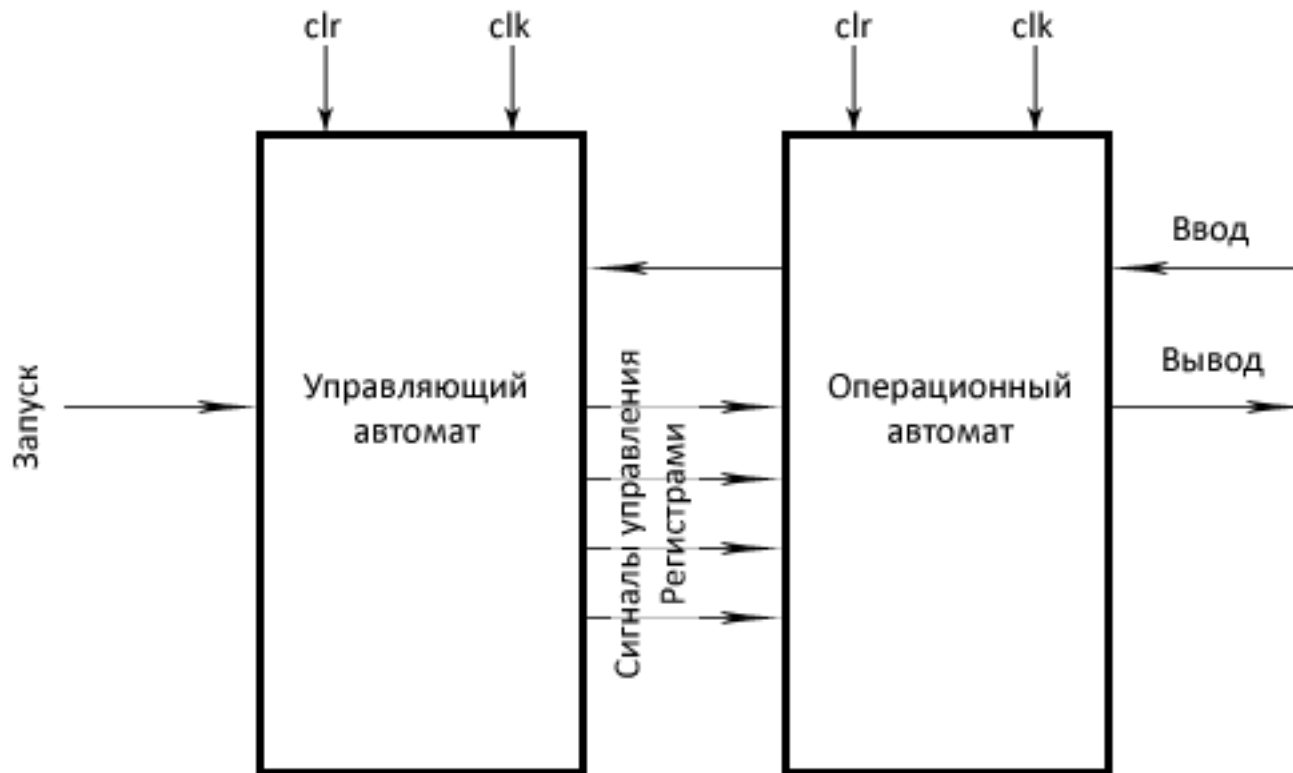 clr
clk
clr
clk
Ввод
Вывод
Запуск
Управляющий
автомат
Сигналы управления
Регистрами
Операционный
автомат